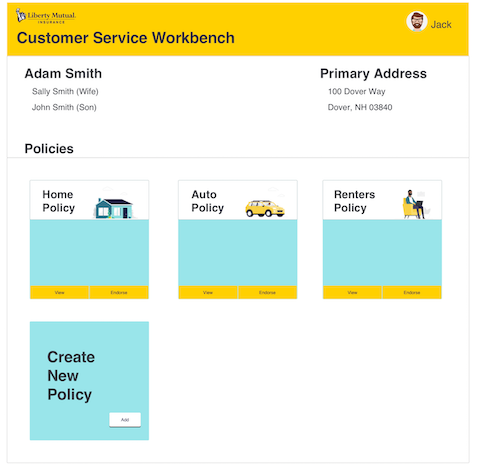 Liberty Mutual.
INSURANCE
Customer Service Workbench
Jack
Adam Smith
Sally Smith (Wife)
John Smith (Son)
Primary Address
100 Dover Way
Dover, NH 03840
Policies
Home
Policy
View
Endorse
Auto
Policy
View
Endorse
Renters
Policy
View
Endorse
Create
New
Policy
Add